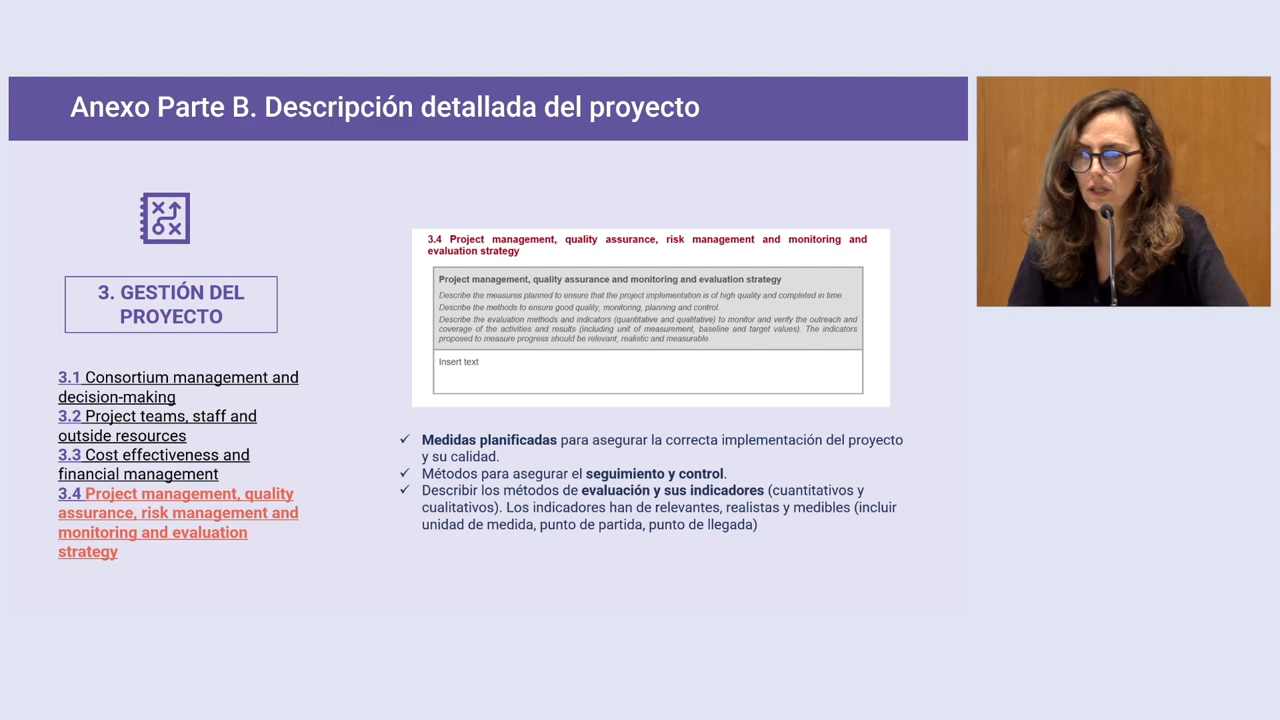 Anexo Parte B. Descripción detallada del proyecto
3. GESTIÓN DEL
PROYECTO
3.1 Consortium management and
decision-making
3.2 Project teams, staff and
outside resources
3.3 Cost effectiveness and
financial management
3.4 Project management, quality
assurance, risk management and
monitoring and evaluation
strategy
3.4 Project management, quality assurance, risk management and monitoring and
evaluation strategy
Project management, quality assurance and monitoring and evaluation strategy
Describe the measures planned to ensure that the project implementation is of high quality and completed in time.
Describe the methods to ensure good quality, monitoring, planning and control.
Describe the evaluation methods and indicators (quantitative and qualitative) to monitor and verify the outreach and
coverage of the activities and results (including unit of measurement, baseline and target values). The indicators
proposed to measure progress should be relevant, realistic and measurable.
Insert text
✓ Medidas planificadas para asegurar la correcta implementación del proyecto
y su calidad.
✓ Métodos para asegurar el seguimiento y control.
✓ Describir los métodos de evaluación y sus indicadores (cuantitativos y
cualitativos). Los indicadores han de relevantes, realistas y medibles (incluir
unidad de medida, punto de partida, punto de llegada)